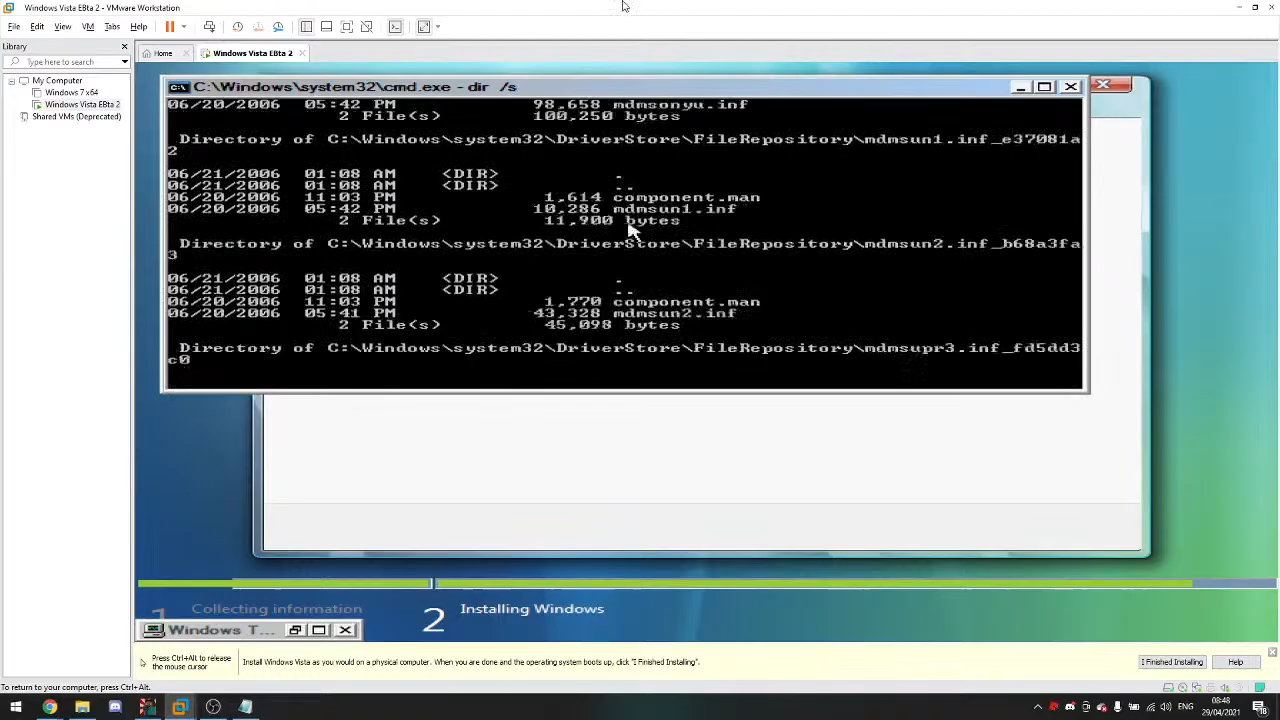 Windows Vista EBta 2 - VMware Workstation
File Edit View VM Tabs Help
Library
Type here to search
My Computer
Windows 7 x64
Windows Vista EBta 2
Shared VMs (Deprecated)
Home
Windows Vista EBta 2
C:\Windows\system32\cmd.exe - dir /s
06/20/2006 05:42 PM 98,658 mdmsonyu.inf
2 File(s) 100,250 bytes
Directory of C:\Windows\system32\DriverStore\FileRepository\mdmsun1.inf_e37081a
2
06/21/2006 01:08 AM <DIR> .
06/21/2006 01:08 AM <DIR> ..
06/20/2006 11:03 PM 1,614 component.man
06/20/2006 05:42 PM 10,286 mdmsun1.inf
2 File(s) 11,900 bytes
Directory of C:\Windows\system32\DriverStore\FileRepository\mdmsun2.inf_b68a3fa
3
06/21/2006 01:08 AM <DIR> .
06/21/2006 01:08 AM <DIR> ..
06/20/2006 11:03 PM 1,770 component.man
06/20/2006 05:41 PM 43,328 mdmsun2.inf
2 File(s) 45,098 bytes
Directory of C:\Windows\system32\DriverStore\FileRepository\mdmsupr3.inf_fd5dd3
c0
1 Collecting information
2 Installing Windows
Windows T...
Press Ctrl+Alt to release
the mouse cursor
Install Windows Vista as you would on a physical computer. When you are done and the operating system boots up, click "I Finished Installing".
I Finished Installing
Help
To return to your computer, press Ctrl+Alt.
ENG
08:48
29/04/2021
18